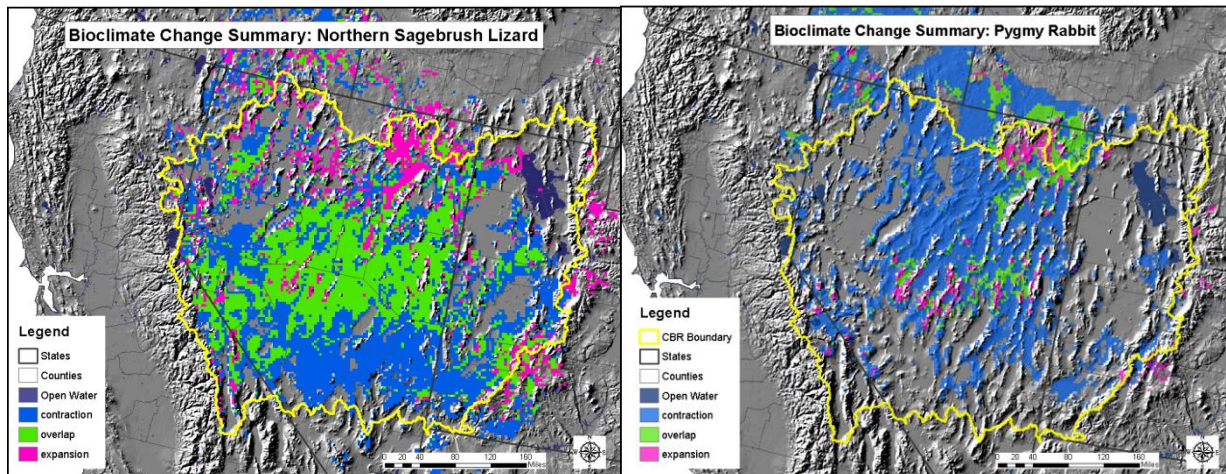 Bioclimate Change Summary: Northern Sagebrush Lizard
Legend
States
Counties
Open Water
contraction
overlap
expansion
0 20 40 80 120 160
Miles
N
Bioclimate Change Summary: Pygmy Rabbit
Legend
CBR Boundary
States
Counties
Open Water
contraction
overlap
expansion
0 20 40 80 120 160
Miles